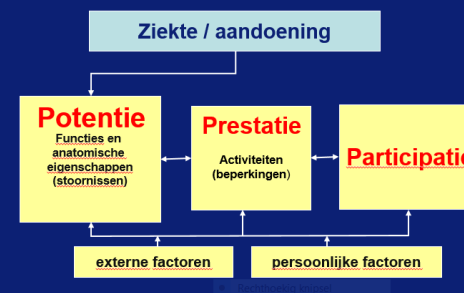 Ziekte / aandoening
Potentie
Functies en
anatomische
eigenschappen
(stoornissen)
Prestatie
Activiteiten
(beperkingen)
Participatie
externe factoren
persoonlijke factoren